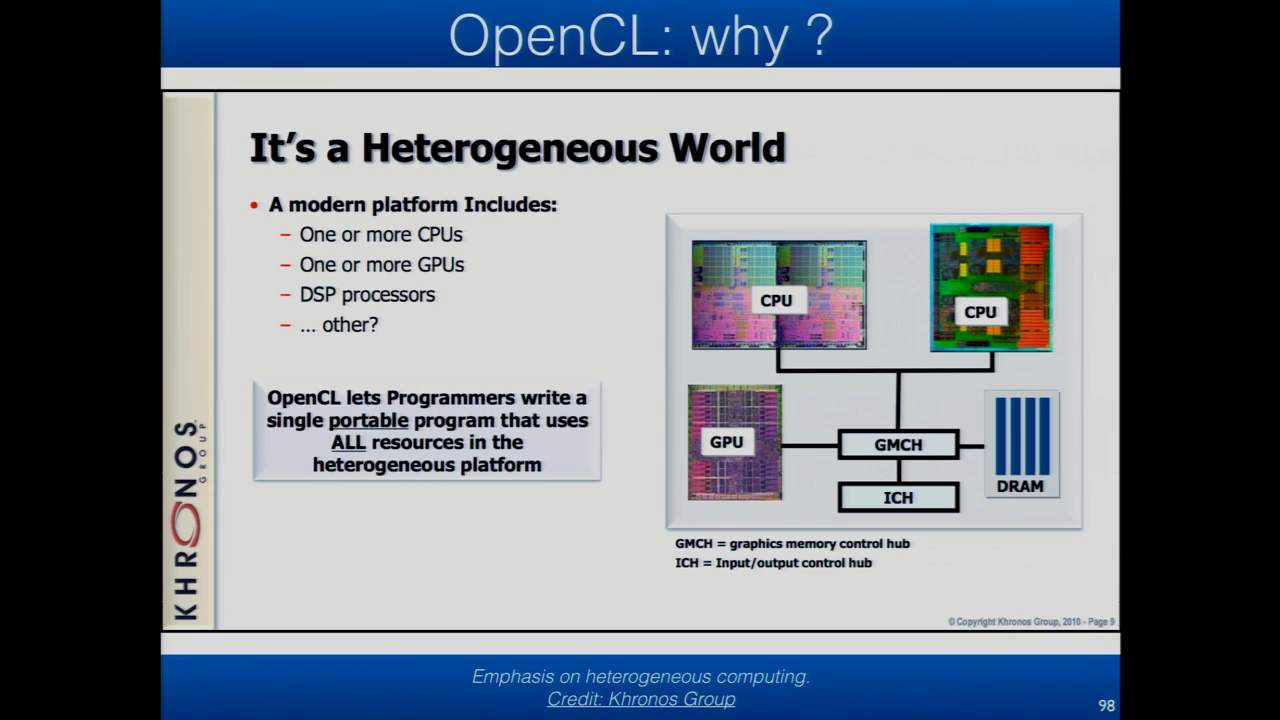 OpenCL: why ?
It's a Heterogeneous World
• A modern platform Includes:
– One or more CPUs
– One or more GPUs
– DSP processors
– ... other?
OpenCL lets Programmers write a
single portable program that uses
ALL resources in the
heterogeneous platform
CPU
CPU
GPU
GMCH
DRAM
ICH
GMCH = graphics memory control hub
ICH = Input/output control hub
KHRONOS
GROUP
© Copyright Khronos Group, 2010 - Page 9
Emphasis on heterogeneous computing.
Credit: Khronos Group
98